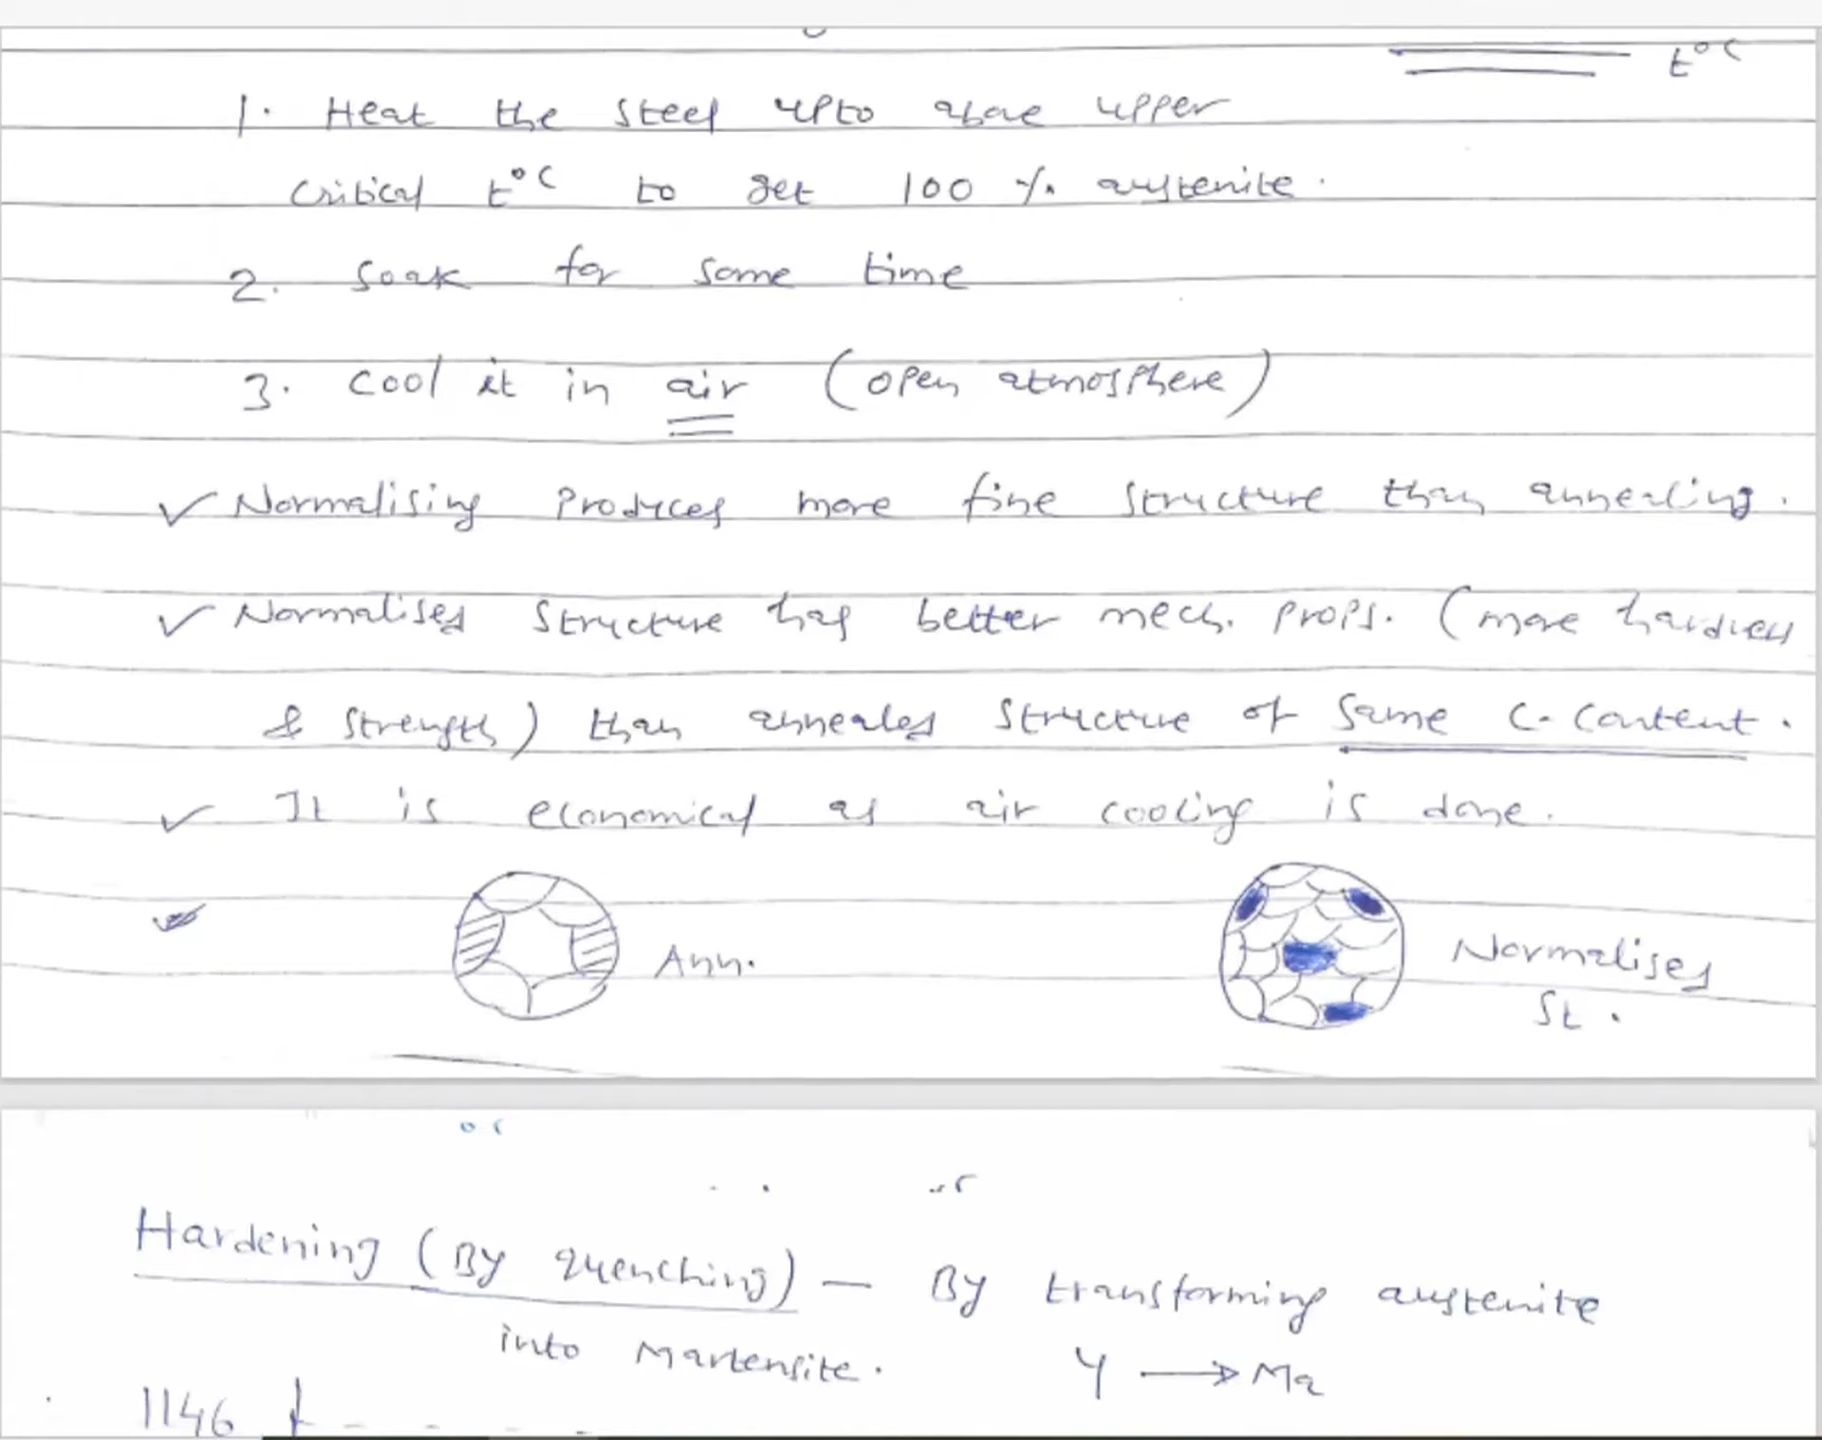 t°C
1. Heat the steel upto above upper
critical t°C to get 100 % austenite.
2. Soak for some time
3. Cool it in air (open atmosphere)
✓ Normalising produces more fine structure than annealing.
✓ Normalised structure has better mech. props. (more hardness
& strength) than annealed structure of same C-content.
✓ It is economical as air cooling is done.
Ann.
Normalised
St.
Hardening (By quenching) — By transforming austenite
into Martensite. γ → Ma
1146